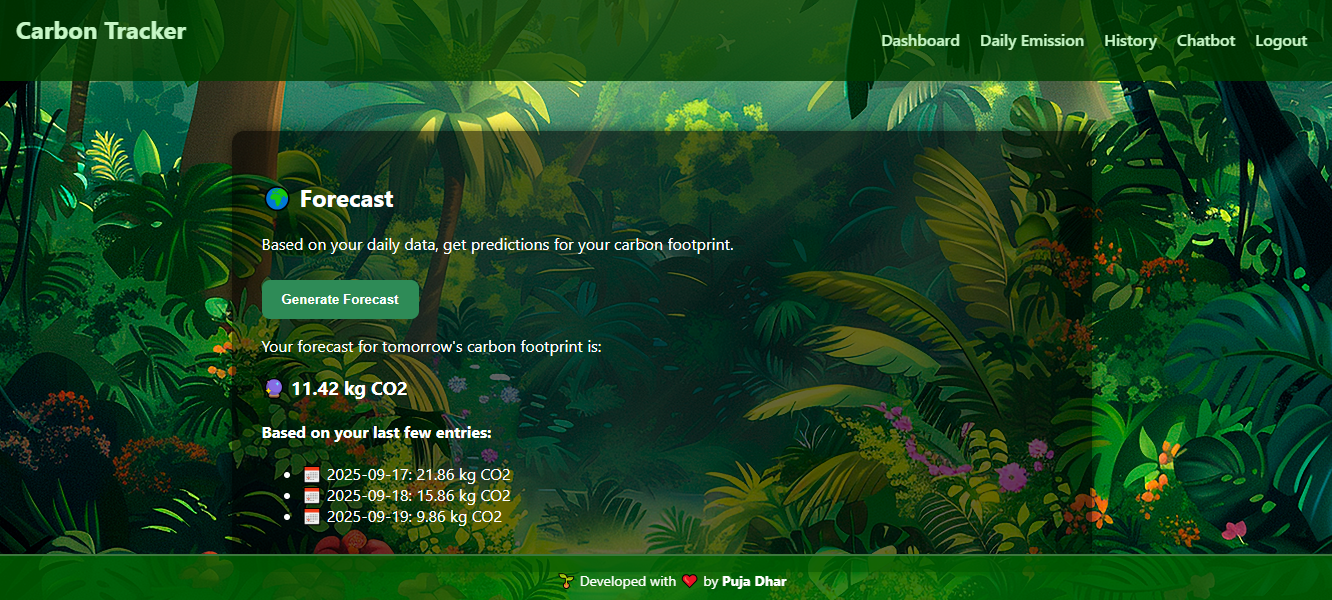 Carbon Tracker
Dashboard Daily Emission History Chatbot Logout
🌍 Forecast
Based on your daily data, get predictions for your carbon footprint.
Generate Forecast
Your forecast for tomorrow's carbon footprint is:
🔮 11.42 kg CO2
Based on your last few entries:
• 📅 2025-09-17: 21.86 kg CO2
• 📅 2025-09-18: 15.86 kg CO2
• 📅 2025-09-19: 9.86 kg CO2
🌱 Developed with ❤️ by Puja Dhar